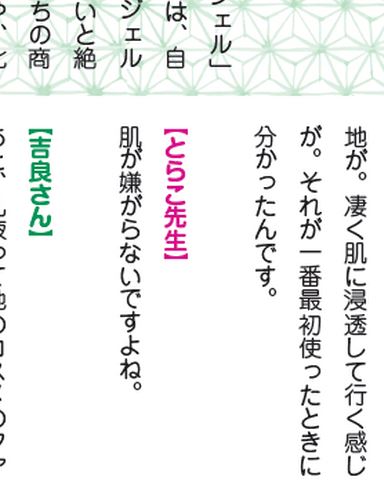 ジェル」
は、自
ジェル
いと絶
ちの商
地が。凄く肌に浸透して行く感じ
が。それが一番最初使ったときに
分かったんです。
【とらこ先生】
肌が嫌がらないですよね。
【吉良さん】